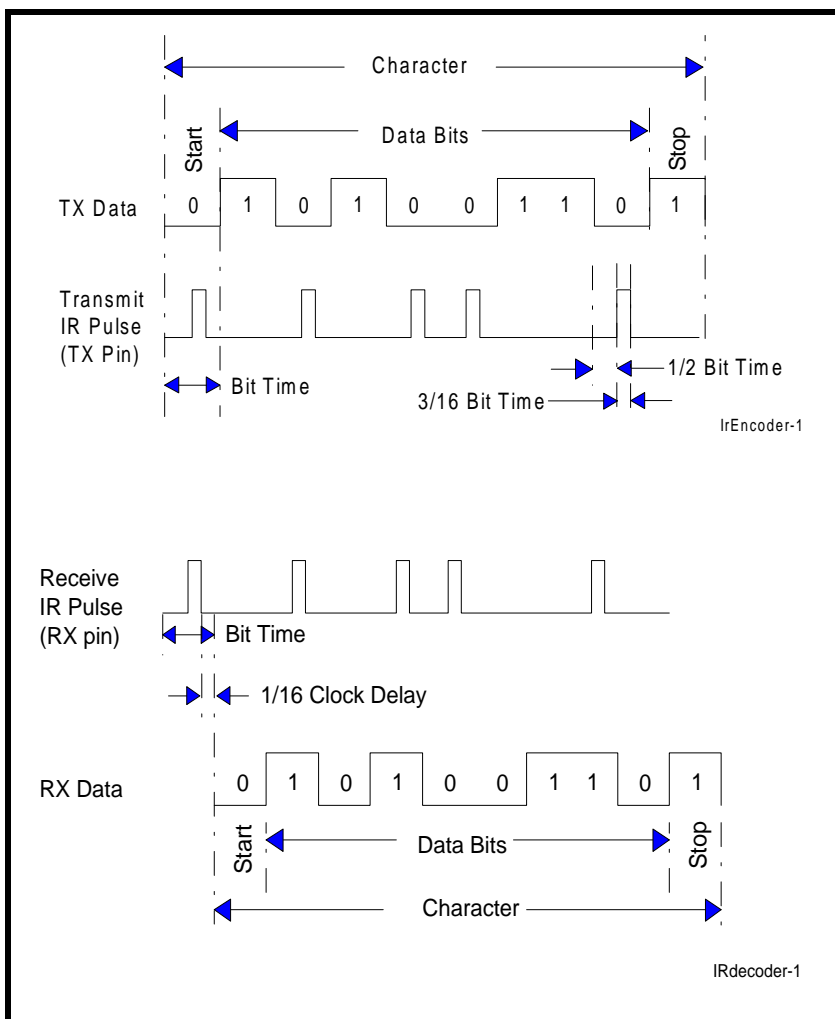 Character
Start
Data Bits
Stop
TX Data
0 1 0 1 0 0 1 1 0 1
Transmit
IR Pulse
(TX Pin)
Bit Time
1/2 Bit Time
3/16 Bit Time
IrEncoder-1
Receive
IR Pulse
(RX pin)
Bit Time
1/16 Clock Delay
RX Data
0 1 0 1 0 0 1 1 0 1
Start
Data Bits
Stop
Character
IRdecoder-1